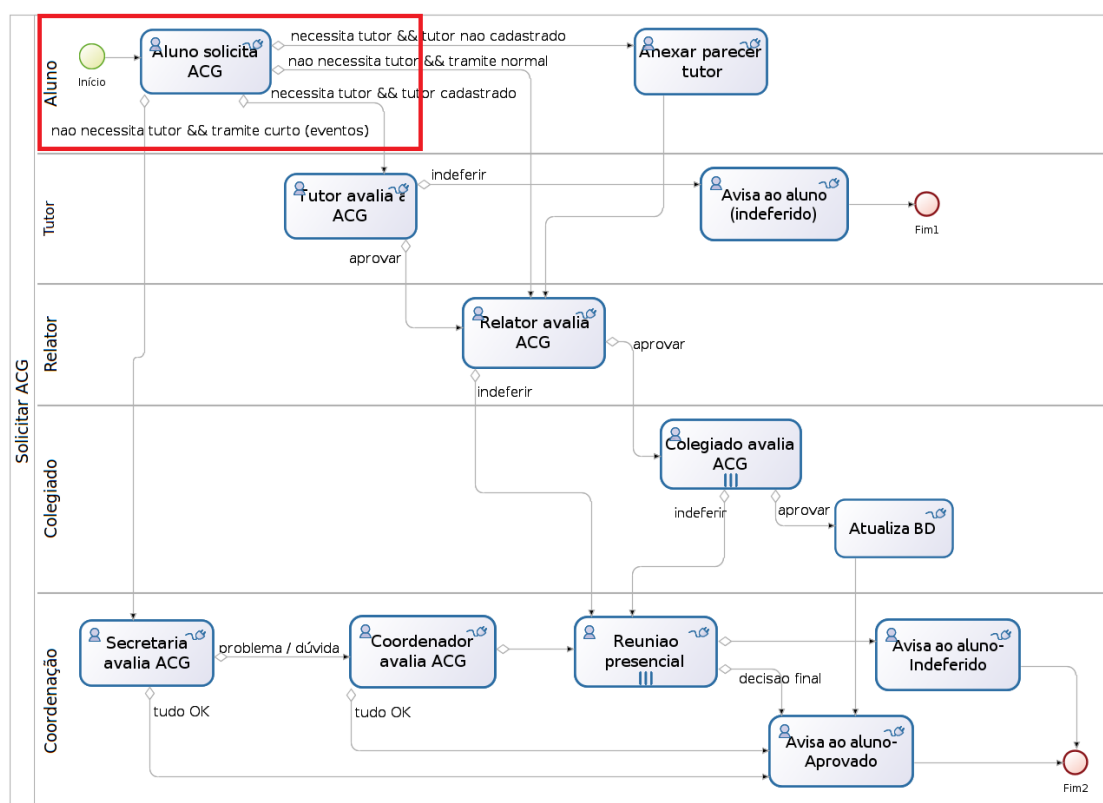 Solicitar ACG
Aluno
Início
Aluno solicita
ACG
necessita tutor && tutor nao cadastrado
nao necessita tutor && tramite normal
necessita tutor && tutor cadastrado
nao necessita tutor && tramite curto (eventos)
Anexar parecer
tutor
Tutor
Tutor avalia a
ACG
indeferir
aprovar
Avisa ao aluno
(indeferido)
Fim1
Relator
Relator avalia
ACG
aprovar
indeferir
Colegiado
Colegiado avalia
ACG
indeferir
aprovar
Atualiza BD
Coordenação
Secretaria
avalia ACG
problema / dúvida
tudo OK
Coordenador
avalia ACG
tudo OK
Reuniao
presencial
decisao final
Avisa ao aluno-
Indeferido
Avisa ao aluno-
Aprovado
Fim2